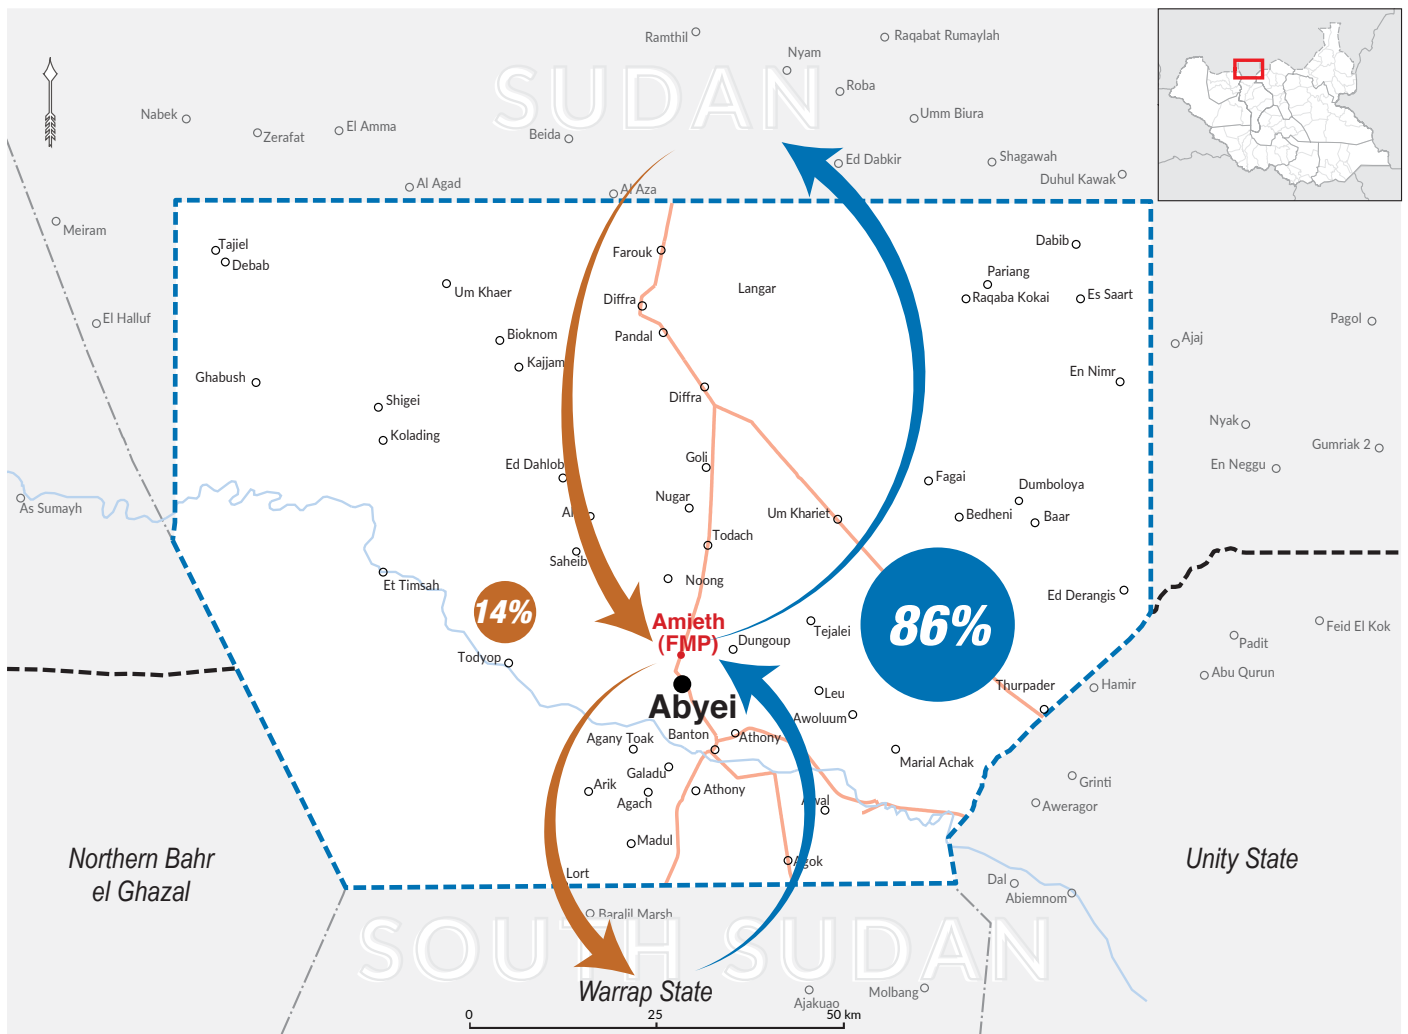 Ramthil
Raqabat Rumaylah
Nyam
SUDAN
Roba
Nabek
Umm Biura
El Amma
Zerafat
Beida
Ed Dabkir
Shagawah
Duhul Kawak
Al Agad
Al Aza
Meiram
Tajiel
Debab
Farouk
Dabib
Pariang
Um Khaer
Langar
Raqaba Kokai
Es Saart
Diffra
El Halluf
Pagol
Bioknom
Pandal
Ajaj
Kajjam
Ghabush
En Nimr
Diffra
Shigei
Nyak
Kolading
Gumriak 2
Goli
Ed Dahlob
En Neggu
Fagai
Dumboloya
Nugar
As Sumayh
Um Khariet
Bedheni
Baar
Todach
Saheib
Noong
Et Timsah
Ed Derangis
14%
86%
Amieth
(FMP)
Tejalei
Feid El Kok
Dungoup
Padit
Todyop
Abu Qurun
Thurpader
Hamir
Leu
Abyei
Awoluum
Agany Toak
Banton
Athony
Marial Achak
Galadu
Grinti
Arik
Athony
Agach
Awal
Aweragor
Madul
Northern Bahr
el Ghazal
Agok
Unity State
Lort
Dal
Abiemnom
Baralil Marsh
SOUTH SUDAN
Warrap State
Molbang
Ajakuao
0
25
50 km